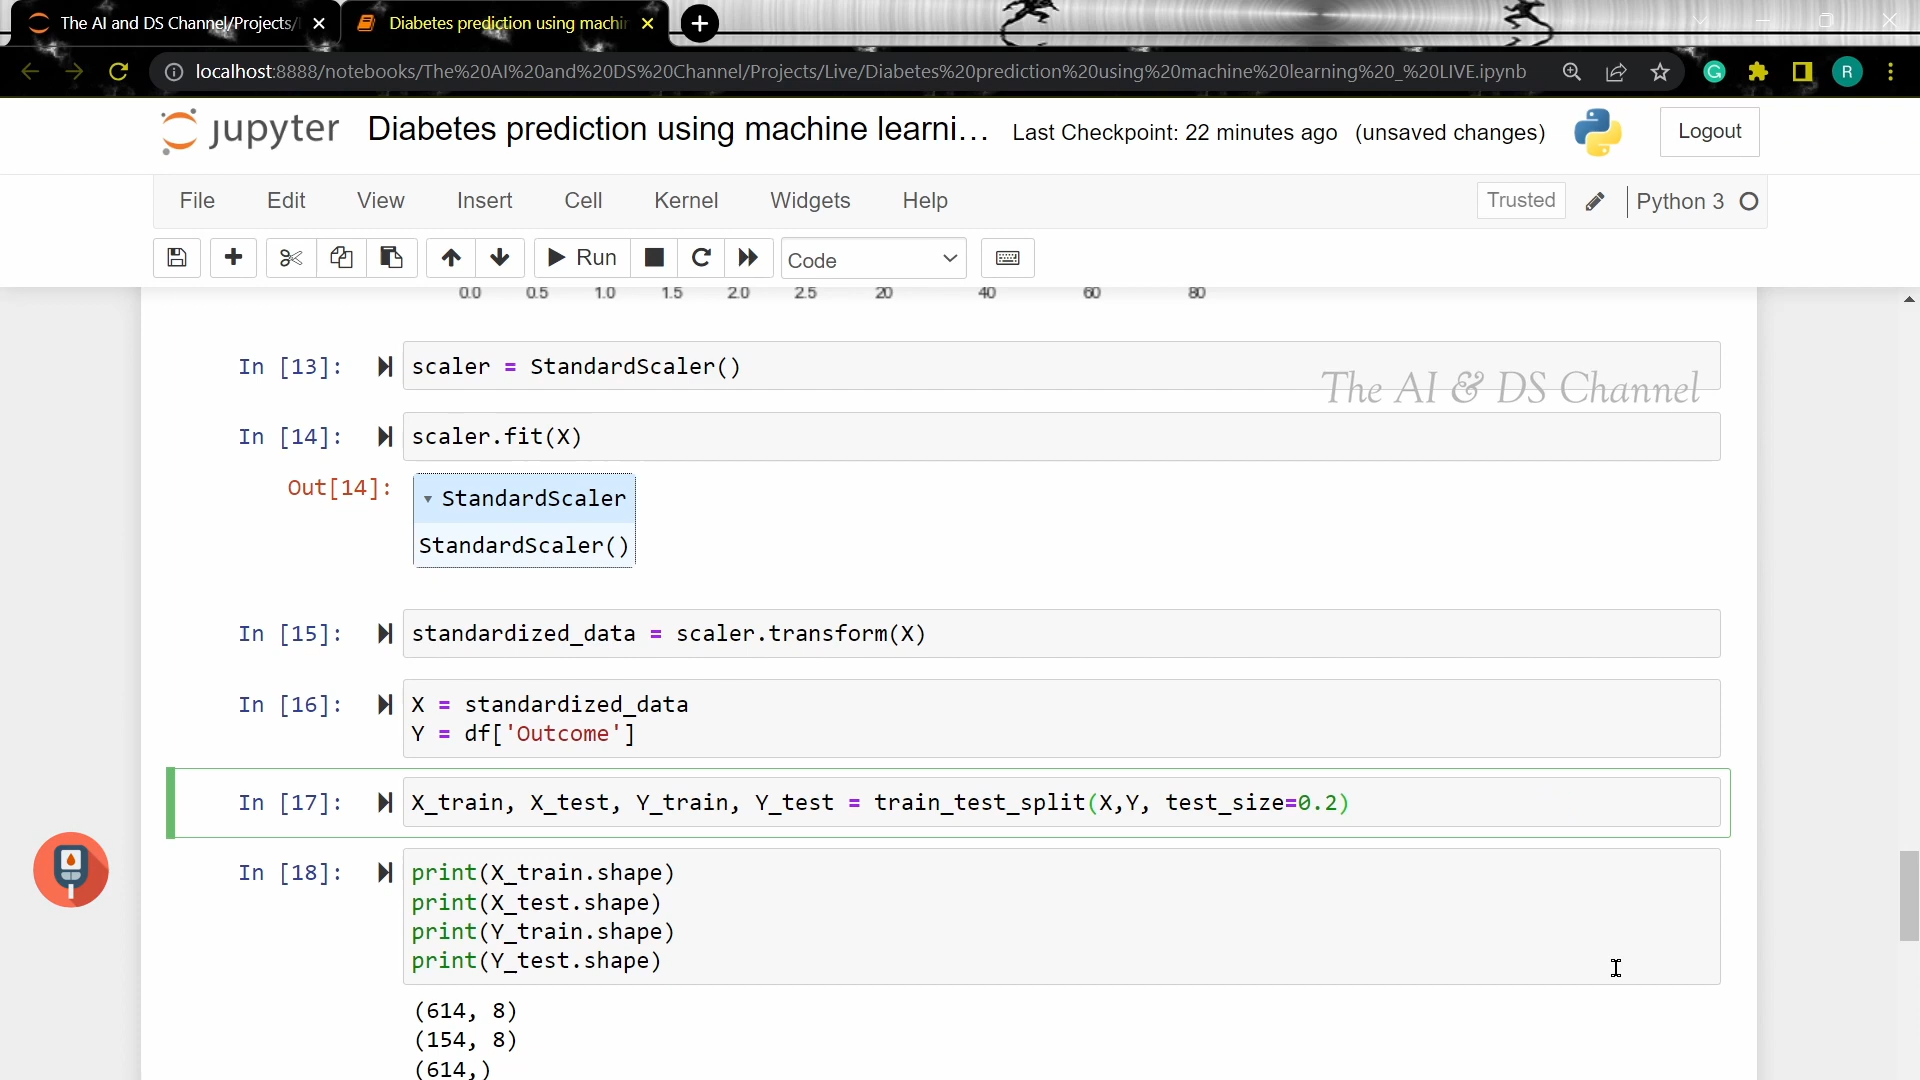 The AI and DS Channel/Projects/
Diabetes prediction using machin
localhost:8888/notebooks/The%20AI%20and%20DS%20Channel/Projects/Live/Diabetes%20prediction%20using%20machine%20learning%20_%20LIVE.ipynb
R
jupyter Diabetes prediction using machine learni... Last Checkpoint: 22 minutes ago (unsaved changes) Logout
File Edit View Insert Cell Kernel Widgets Help Trusted Python 3
Run Code
0.0 0.5 1.0 1.5 2.0 2.5 20 40 60 80
In [13]: scaler = StandardScaler()
The AI & DS Channel
In [14]: scaler.fit(X)
Out[14]: StandardScaler
StandardScaler()
In [15]: standardized_data = scaler.transform(X)
In [16]: X = standardized_data
Y = df['Outcome']
In [17]: X_train, X_test, Y_train, Y_test = train_test_split(X,Y, test_size=0.2)
In [18]: print(X_train.shape)
print(X_test.shape)
print(Y_train.shape)
print(Y_test.shape)
(614, 8)
(154, 8)
(614,)